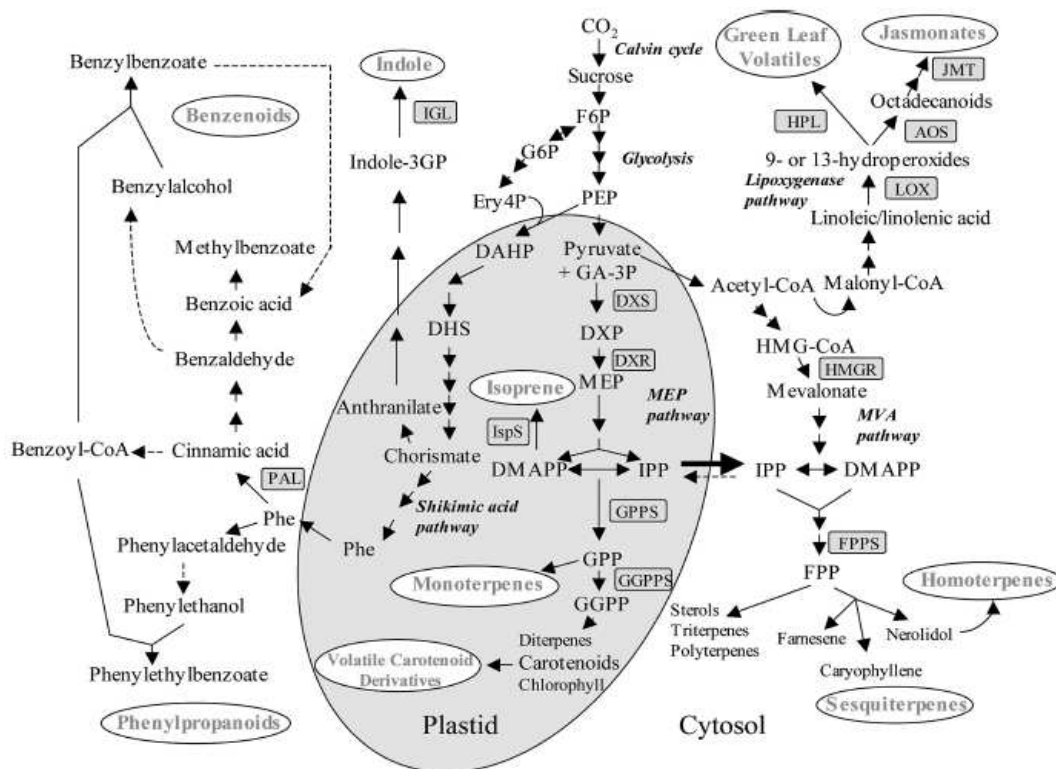 CO2
Calvin cycle
Sucrose
F6P
G6P
Glycolysis
Ery4P
PEP
Green Leaf
Volatiles
Jasmonates
JMT
Octadecanoids
HPL
AOS
9- or 13-hydroperoxides
Lipoxygenase
pathway
LOX
Linoleic/linolenic acid
Acetyl-CoA
Malonyl-CoA
HMG-CoA
HMGR
Mevalonate
MVA
pathway
IPP
DMAPP
FPPS
FPP
Sterols
Triterpenes
Polyterpenes
Farnesene
Nerolidol
Homoterpenes
Caryophyllene
Sesquiterpenes
Cytosol
Benzylbenzoate
Benzenoids
Benzylalcohol
Methylbenzoate
Benzoic acid
Benzaldehyde
Benzoyl-CoA
Cinnamic acid
PAL
Phe
Phenylacetaldehyde
Phenylethanol
Phenylethylbenzoate
Phenylpropanoids
Indole
IGL
Indole-3GP
DAHP
DHS
Anthranilate
Chorismate
Shikimic acid
pathway
Phe
Pyruvate
+ GA-3P
DXS
DXP
DXR
MEP
MEP
pathway
Isoprene
IspS
DMAPP
IPP
GPPS
GPP
Monoterpenes
GGPPS
GGPP
Diterpenes
Carotenoids
Chlorophyll
Volatile Carotenoid
Derivatives
Plastid